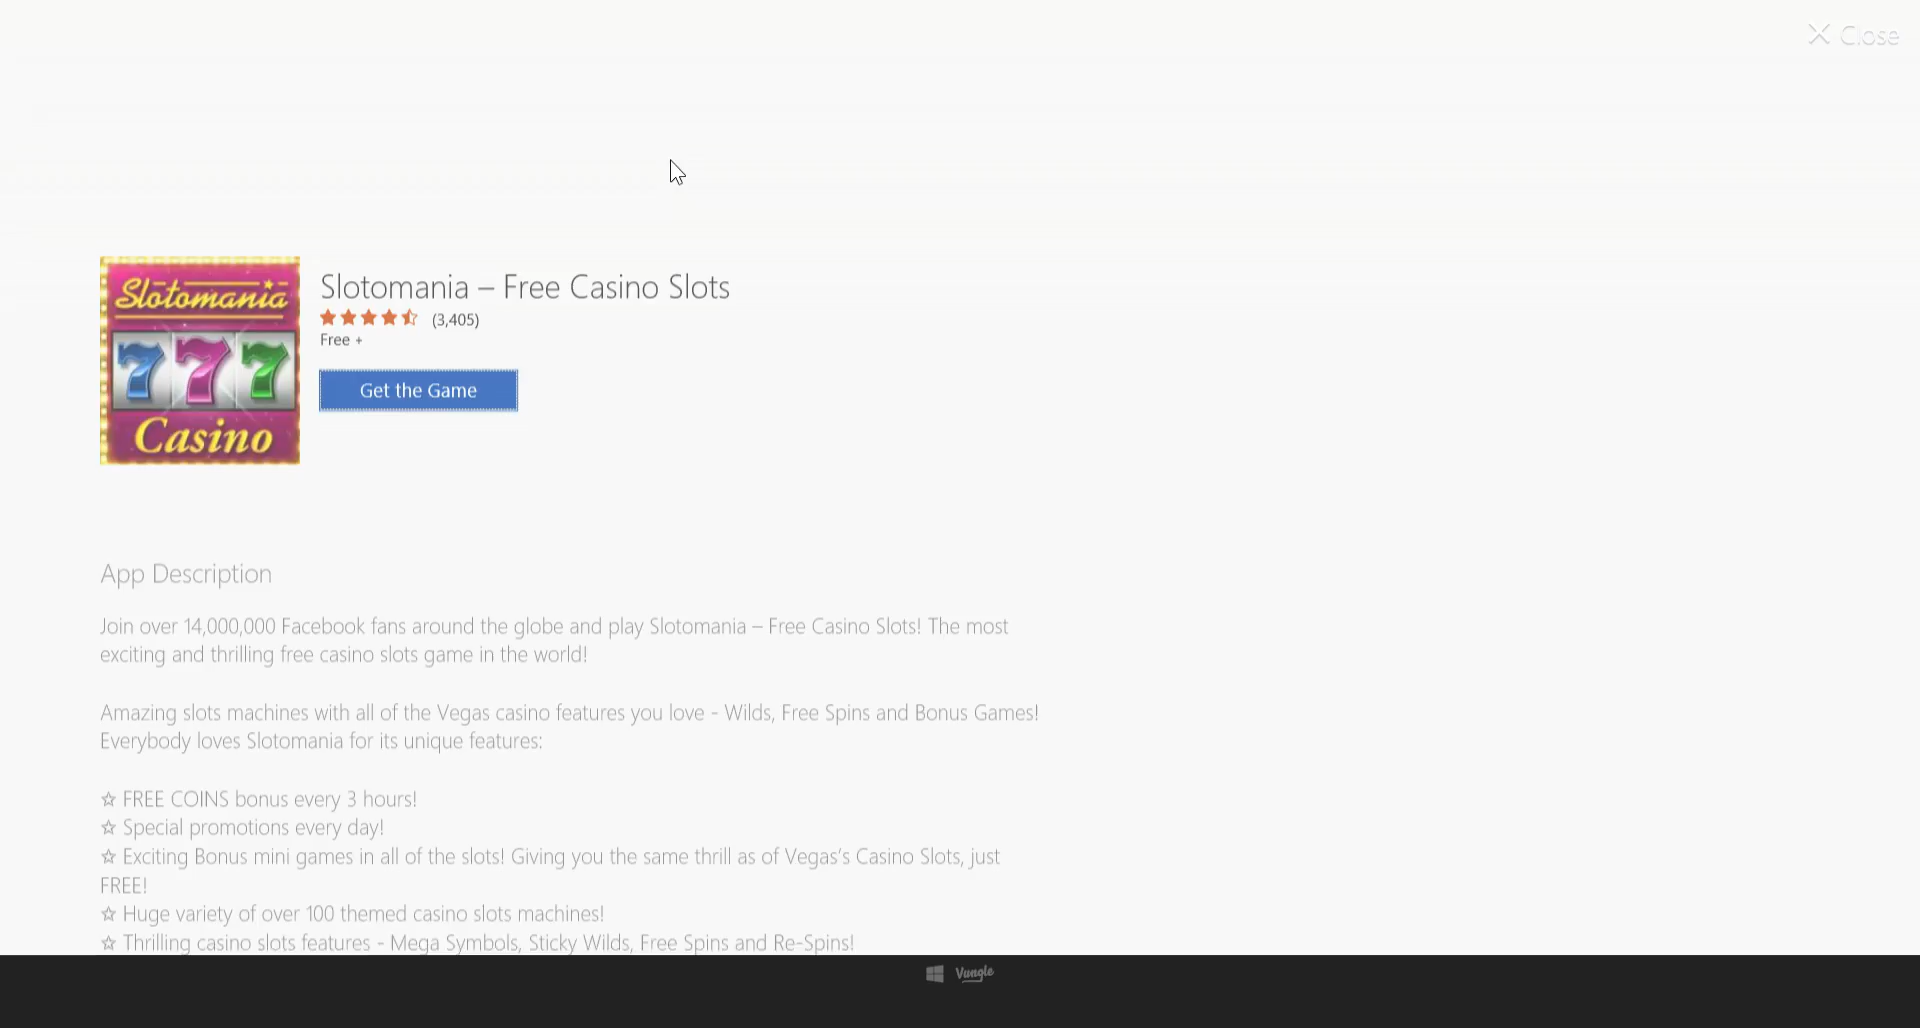 Close
Slotomania
777
Casino
Slotomania – Free Casino Slots
(3,405)
Free +
Get the Game
App Description
Join over 14,000,000 Facebook fans around the globe and play Slotomania – Free Casino Slots! The most
exciting and thrilling free casino slots game in the world!
Amazing slots machines with all of the Vegas casino features you love - Wilds, Free Spins and Bonus Games!
Everybody loves Slotomania for its unique features:
☆ FREE COINS bonus every 3 hours!
☆ Special promotions every day!
☆ Exciting Bonus mini games in all of the slots! Giving you the same thrill as of Vegas’s Casino Slots, just
FREE!
☆ Huge variety of over 100 themed casino slots machines!
☆ Thrilling casino slots features - Mega Symbols, Sticky Wilds, Free Spins and Re-Spins!
Vungle